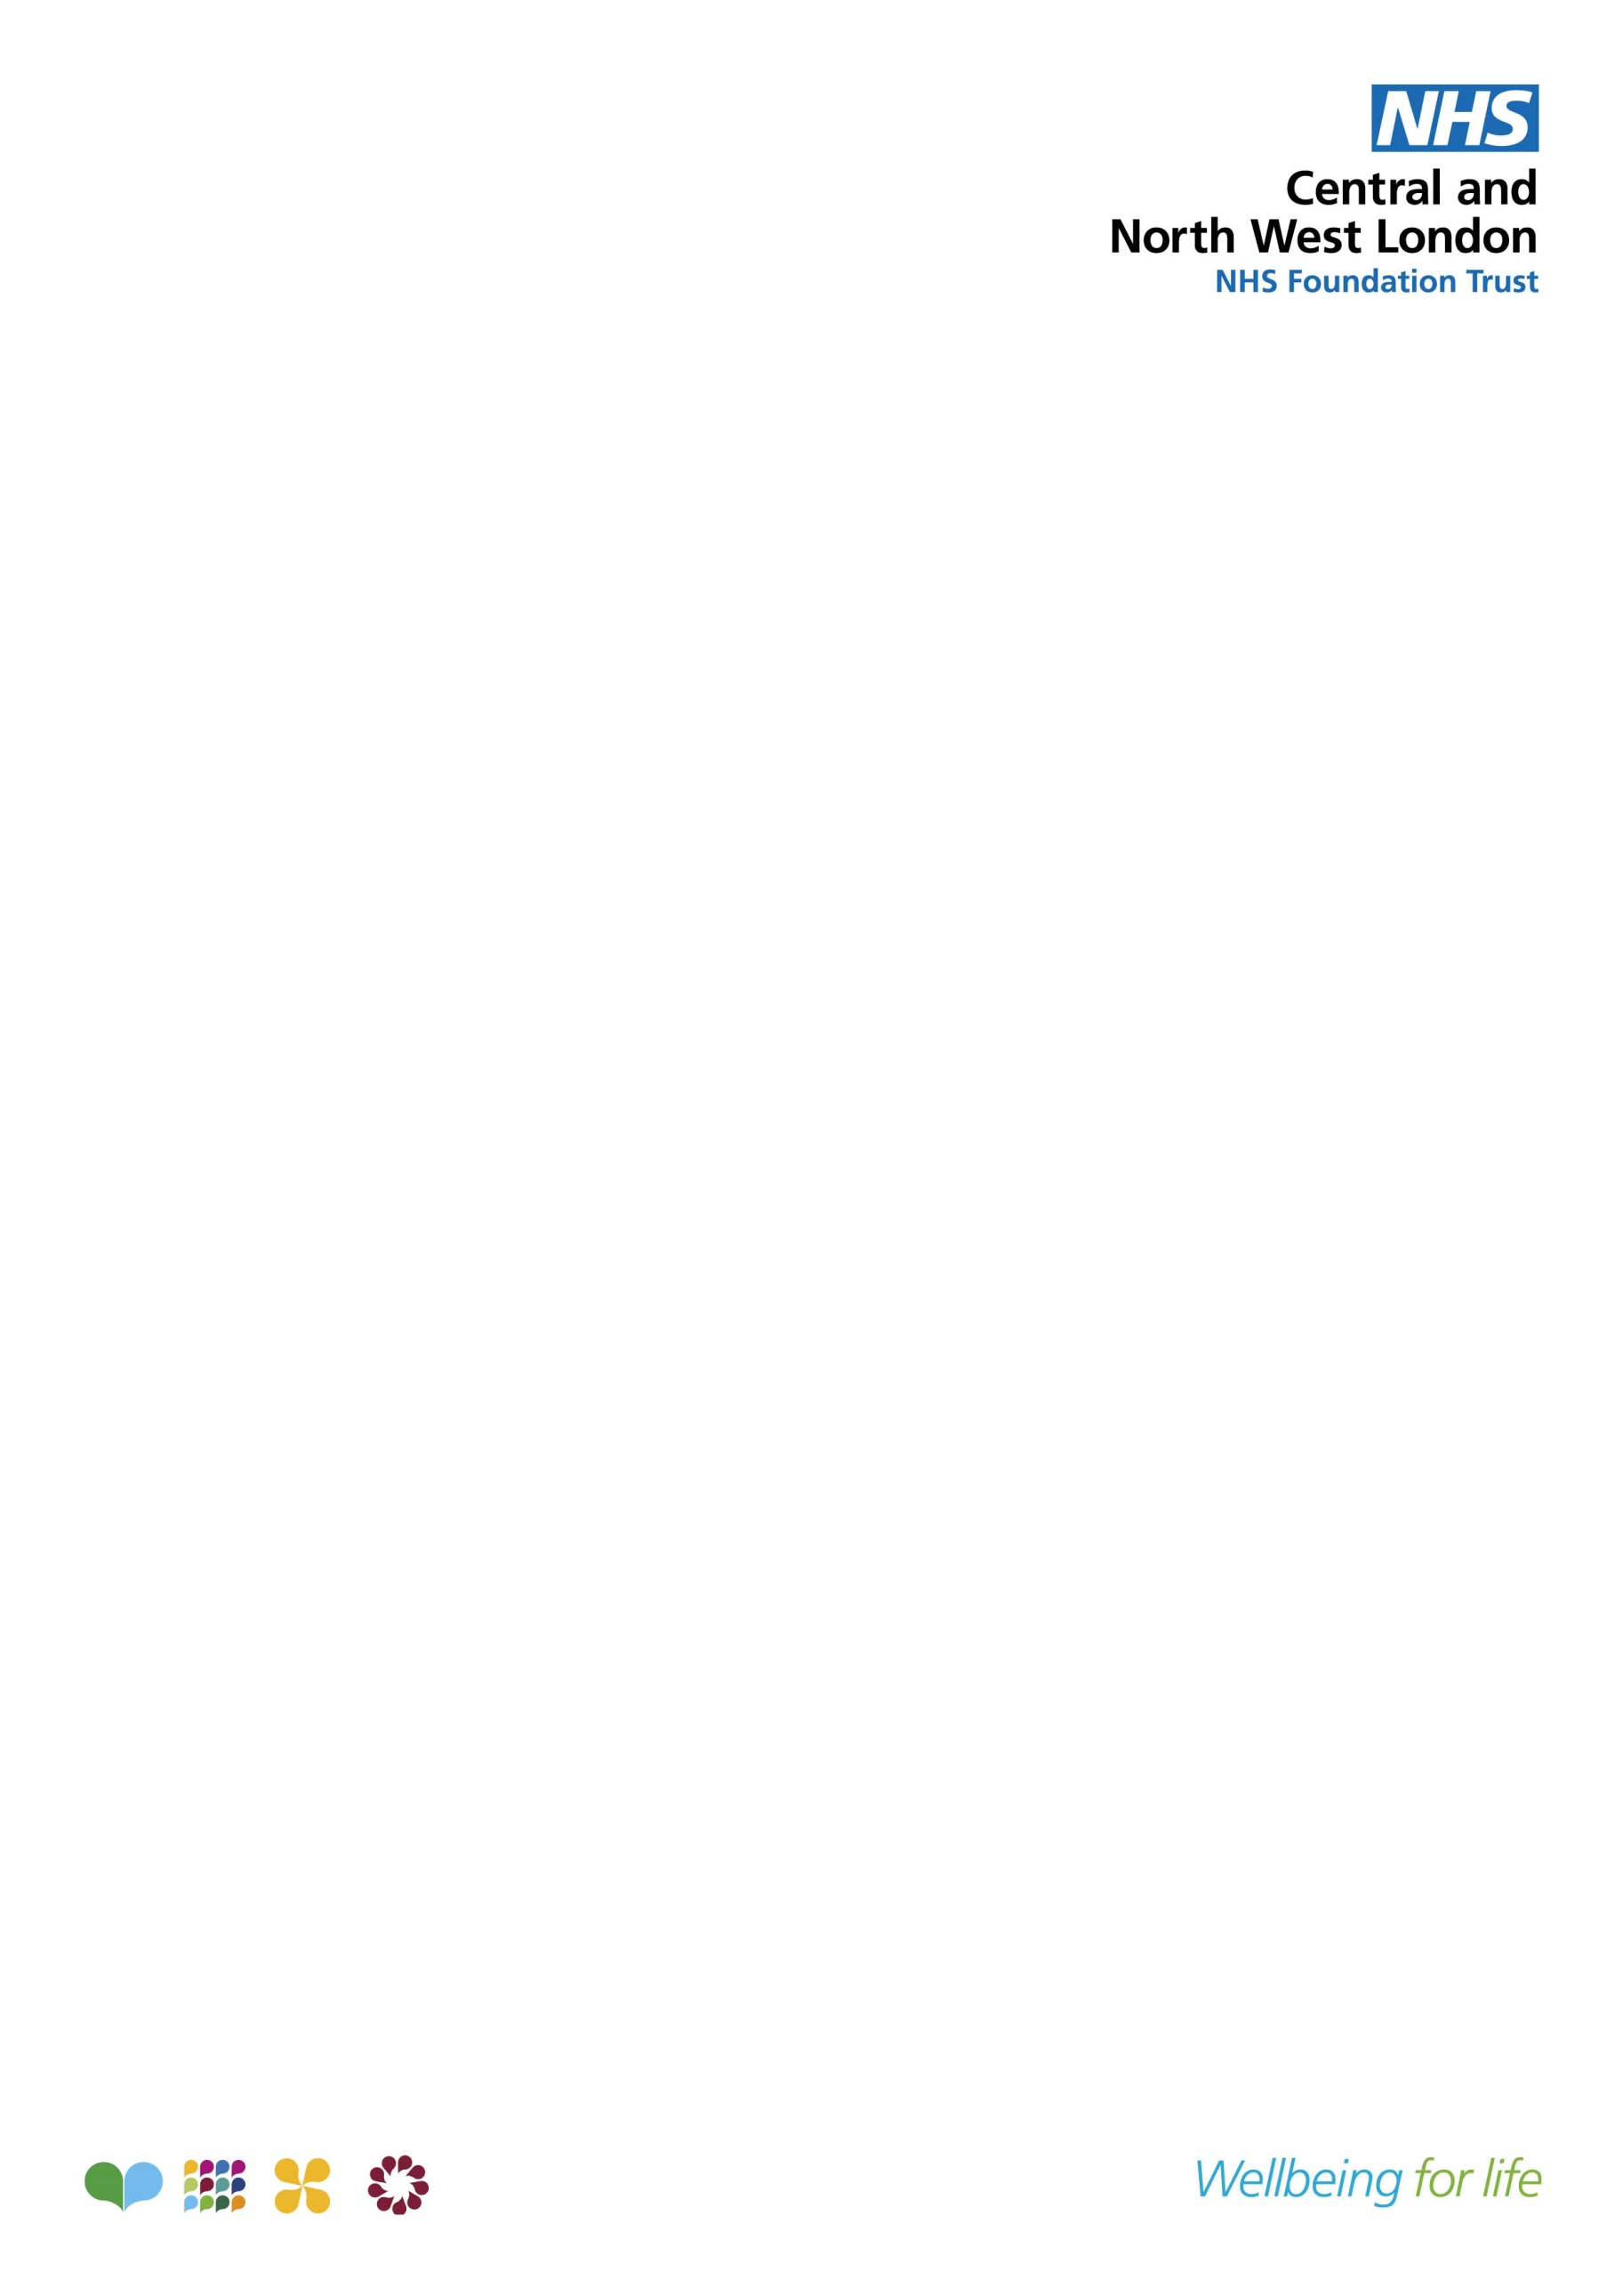 NHS
Central and
North West London
NHS Foundation Trust
Wellbeing for life